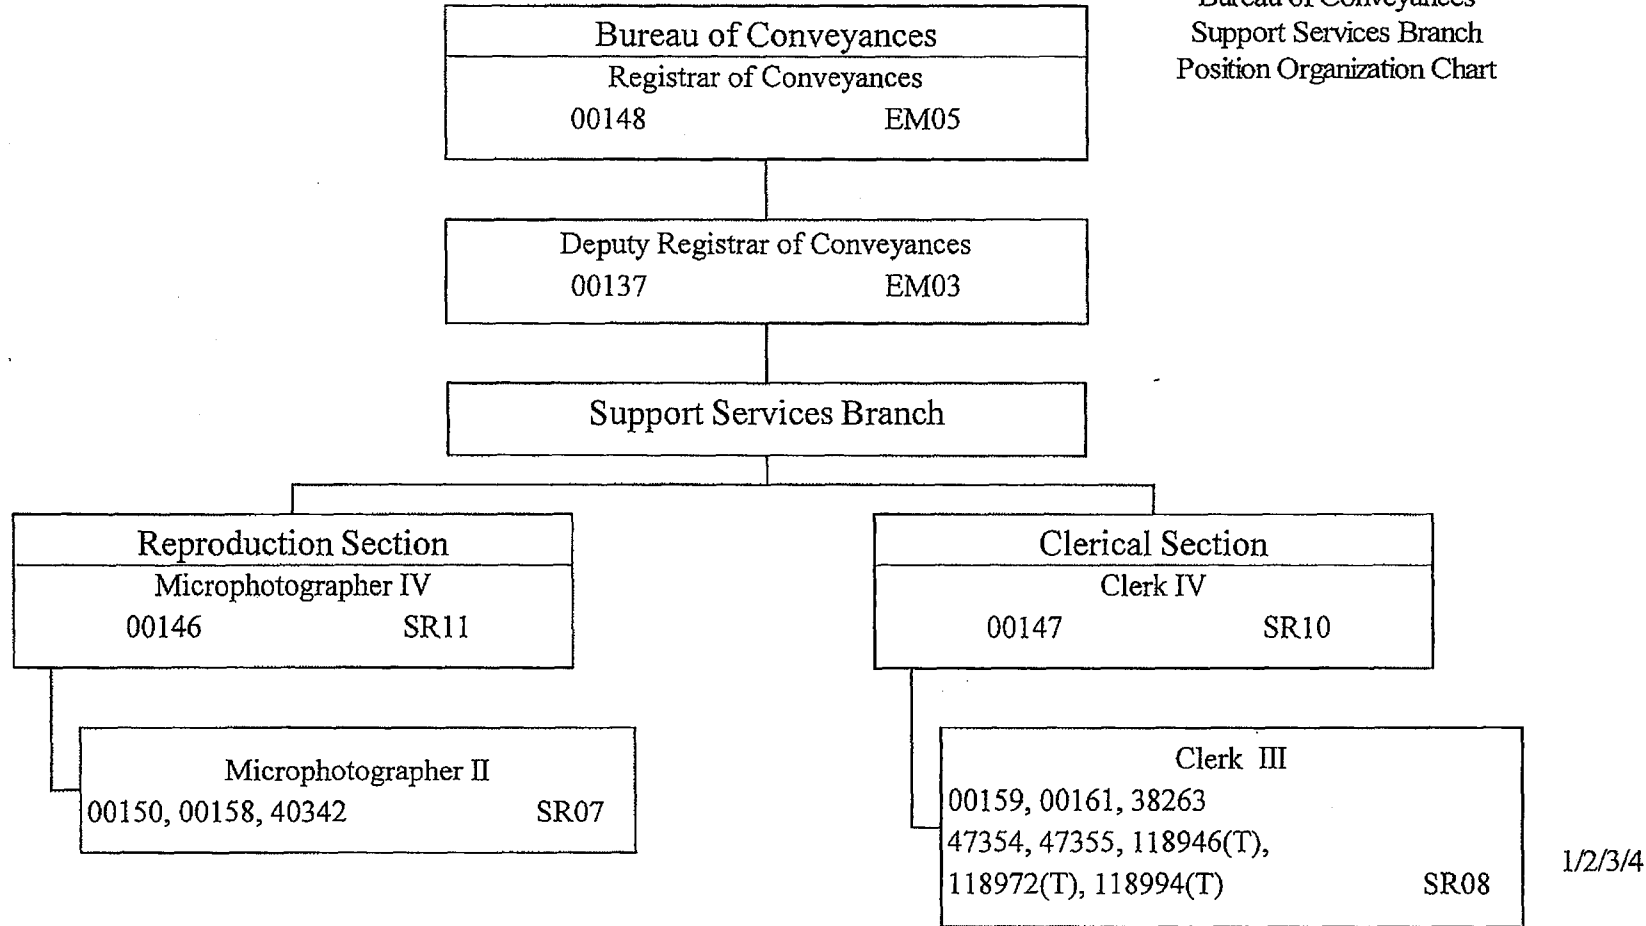 Bureau of Conveyances
Support Services Branch
Position Organization Chart
Bureau of Conveyances
Registrar of Conveyances
00148 EM05
Deputy Registrar of Conveyances
00137 EM03
Support Services Branch
Reproduction Section
Microphotographer IV
00146 SR11
Microphotographer II
00150, 00158, 40342 SR07
Clerical Section
Clerk IV
00147 SR10
Clerk III
00159, 00161, 38263
47354, 47355, 118946(T),
118972(T), 118994(T) SR08
1/2/3/4